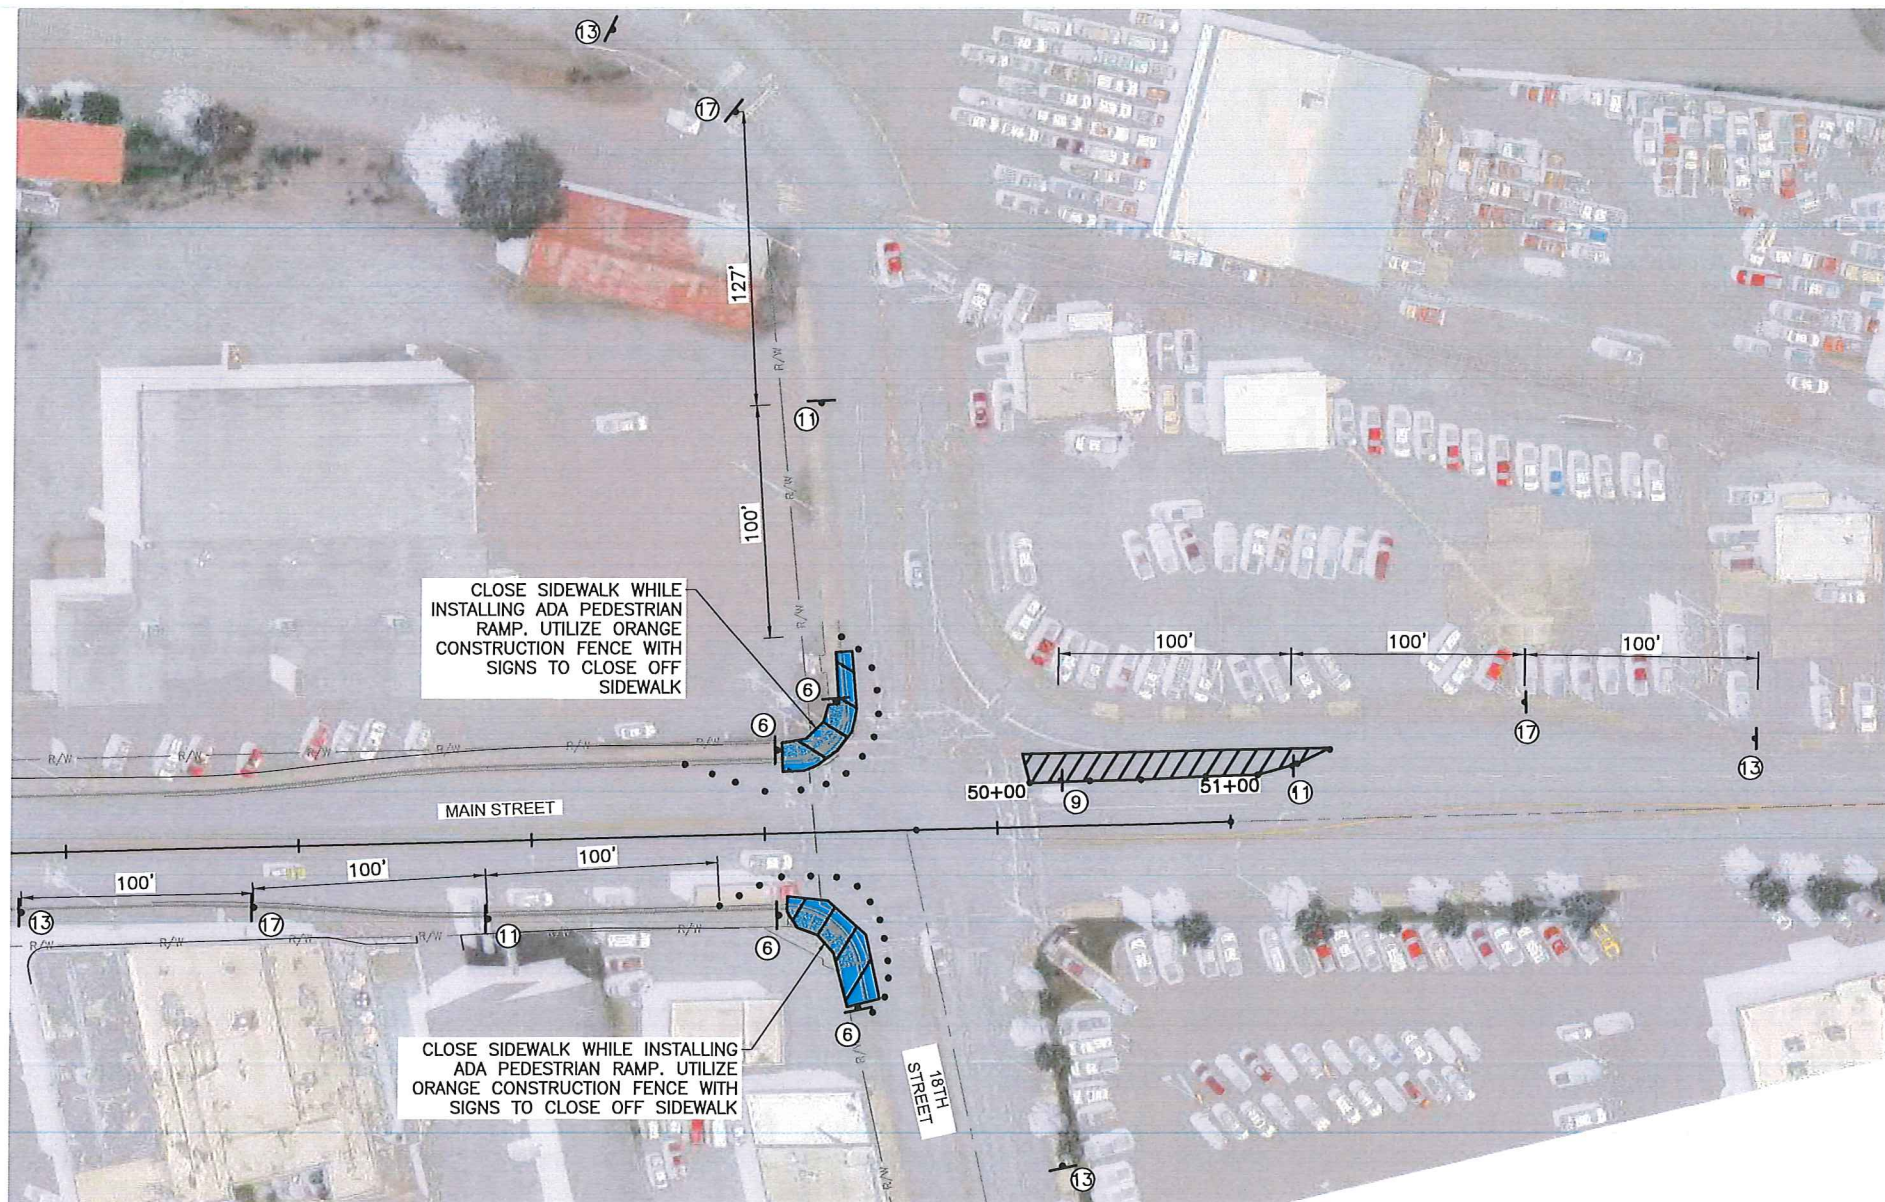 13
17
127'
R/W
11
R/W
100'
R/W
CLOSE SIDEWALK WHILE
INSTALLING ADA PEDESTRIAN
RAMP. UTILIZE ORANGE
CONSTRUCTION FENCE WITH
SIGNS TO CLOSE OFF
SIDEWALK
R/W
100'
100'
100'
6
6
17
13
R/W
R/W
R/W
R/W
R/W
50+00
9
51+00
11
MAIN STREET
100'
100'
100'
13
17
11
6
R/W
R/W
R/W
R/W
R/W
R/W
6
CLOSE SIDEWALK WHILE INSTALLING
ADA PEDESTRIAN RAMP. UTILIZE
ORANGE CONSTRUCTION FENCE WITH
SIGNS TO CLOSE OFF SIDEWALK
R/W
18TH
STREET
13
R/W